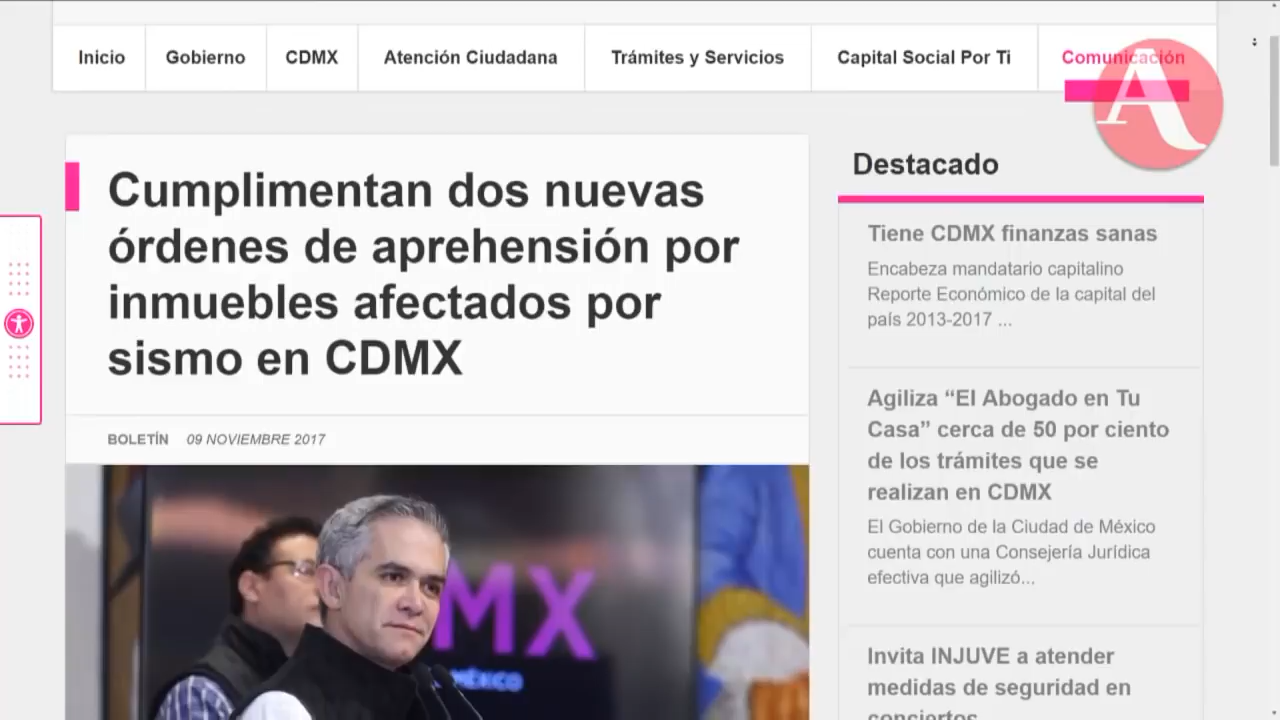 Inicio
Gobierno
CDMX
Atención Ciudadana
Trámites y Servicios
Capital Social Por Ti
Comunicación
A
Cumplimentan dos nuevas
órdenes de aprehensión por
inmuebles afectados por
sismo en CDMX
BOLETÍN 09 NOVIEMBRE 2017
MX
MÉXICO
Destacado
Tiene CDMX finanzas sanas
Encabeza mandatario capitalino
Reporte Económico de la capital del
país 2013-2017 ...
Agiliza “El Abogado en Tu
Casa” cerca de 50 por ciento
de los trámites que se
realizan en CDMX
El Gobierno de la Ciudad de México
cuenta con una Consejería Jurídica
efectiva que agilizó...
Invita INJUVE a atender
medidas de seguridad en
conciertos